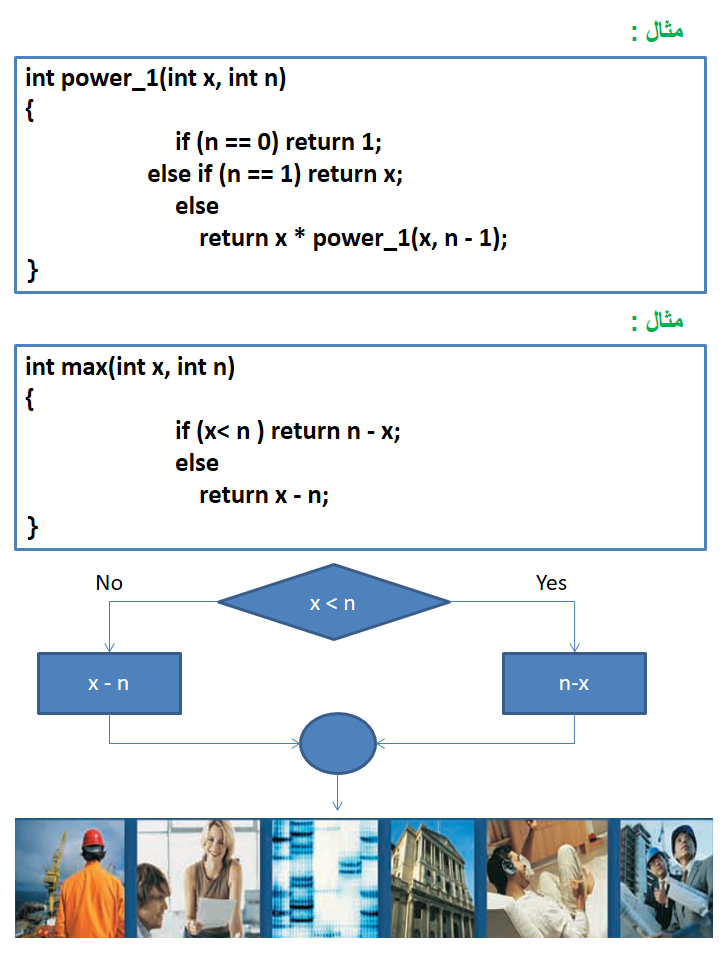 مثال :
int power_1(int x, int n)
{
if (n == 0) return 1;
else if (n == 1) return x;
else
return x * power_1(x, n - 1);
}
مثال :
int max(int x, int n)
{
if (x< n ) return n - x;
else
return x - n;
}
No
x < n
Yes
x - n
n-x